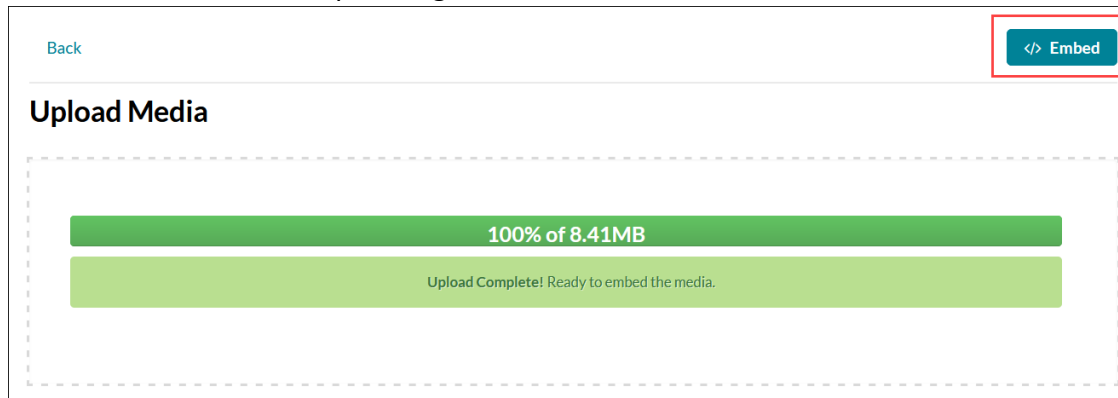 Back
</> Embed
Upload Media
100% of 8.41MB
Upload Complete! Ready to embed the media.